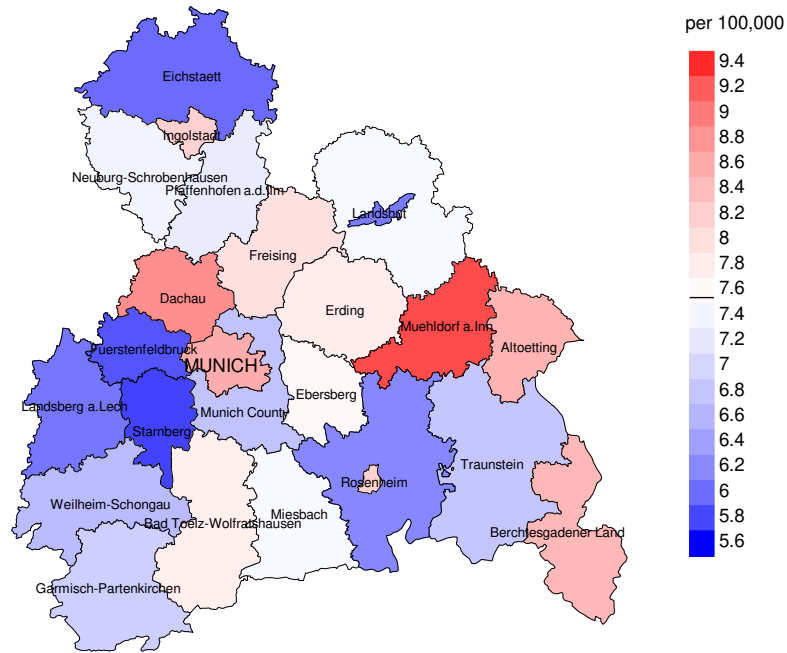 per 100,000
9.4
9.2
9
8.8
8.6
8.4
8.2
8
7.8
7.6
7.4
7.2
7
6.8
6.6
6.4
6.2
6
5.8
5.6
Eichstaett
Ingolstadt
Neuburg-Schrobenhausen
Pfaffenhofen a.d.Ilm
Landshut
Freising
Dachau
Erding
Muehldorf a.Inn
Altoetting
Fuerstenfeldbruck
MUNICH
Ebersberg
Landsberg a.Lech
Munich County
Starnberg
Traunstein
Rosenheim
Weilheim-Schongau
Miesbach
Bad Toelz-Wolfratshausen
Berchtesgadener Land
Garmisch-Partenkirchen